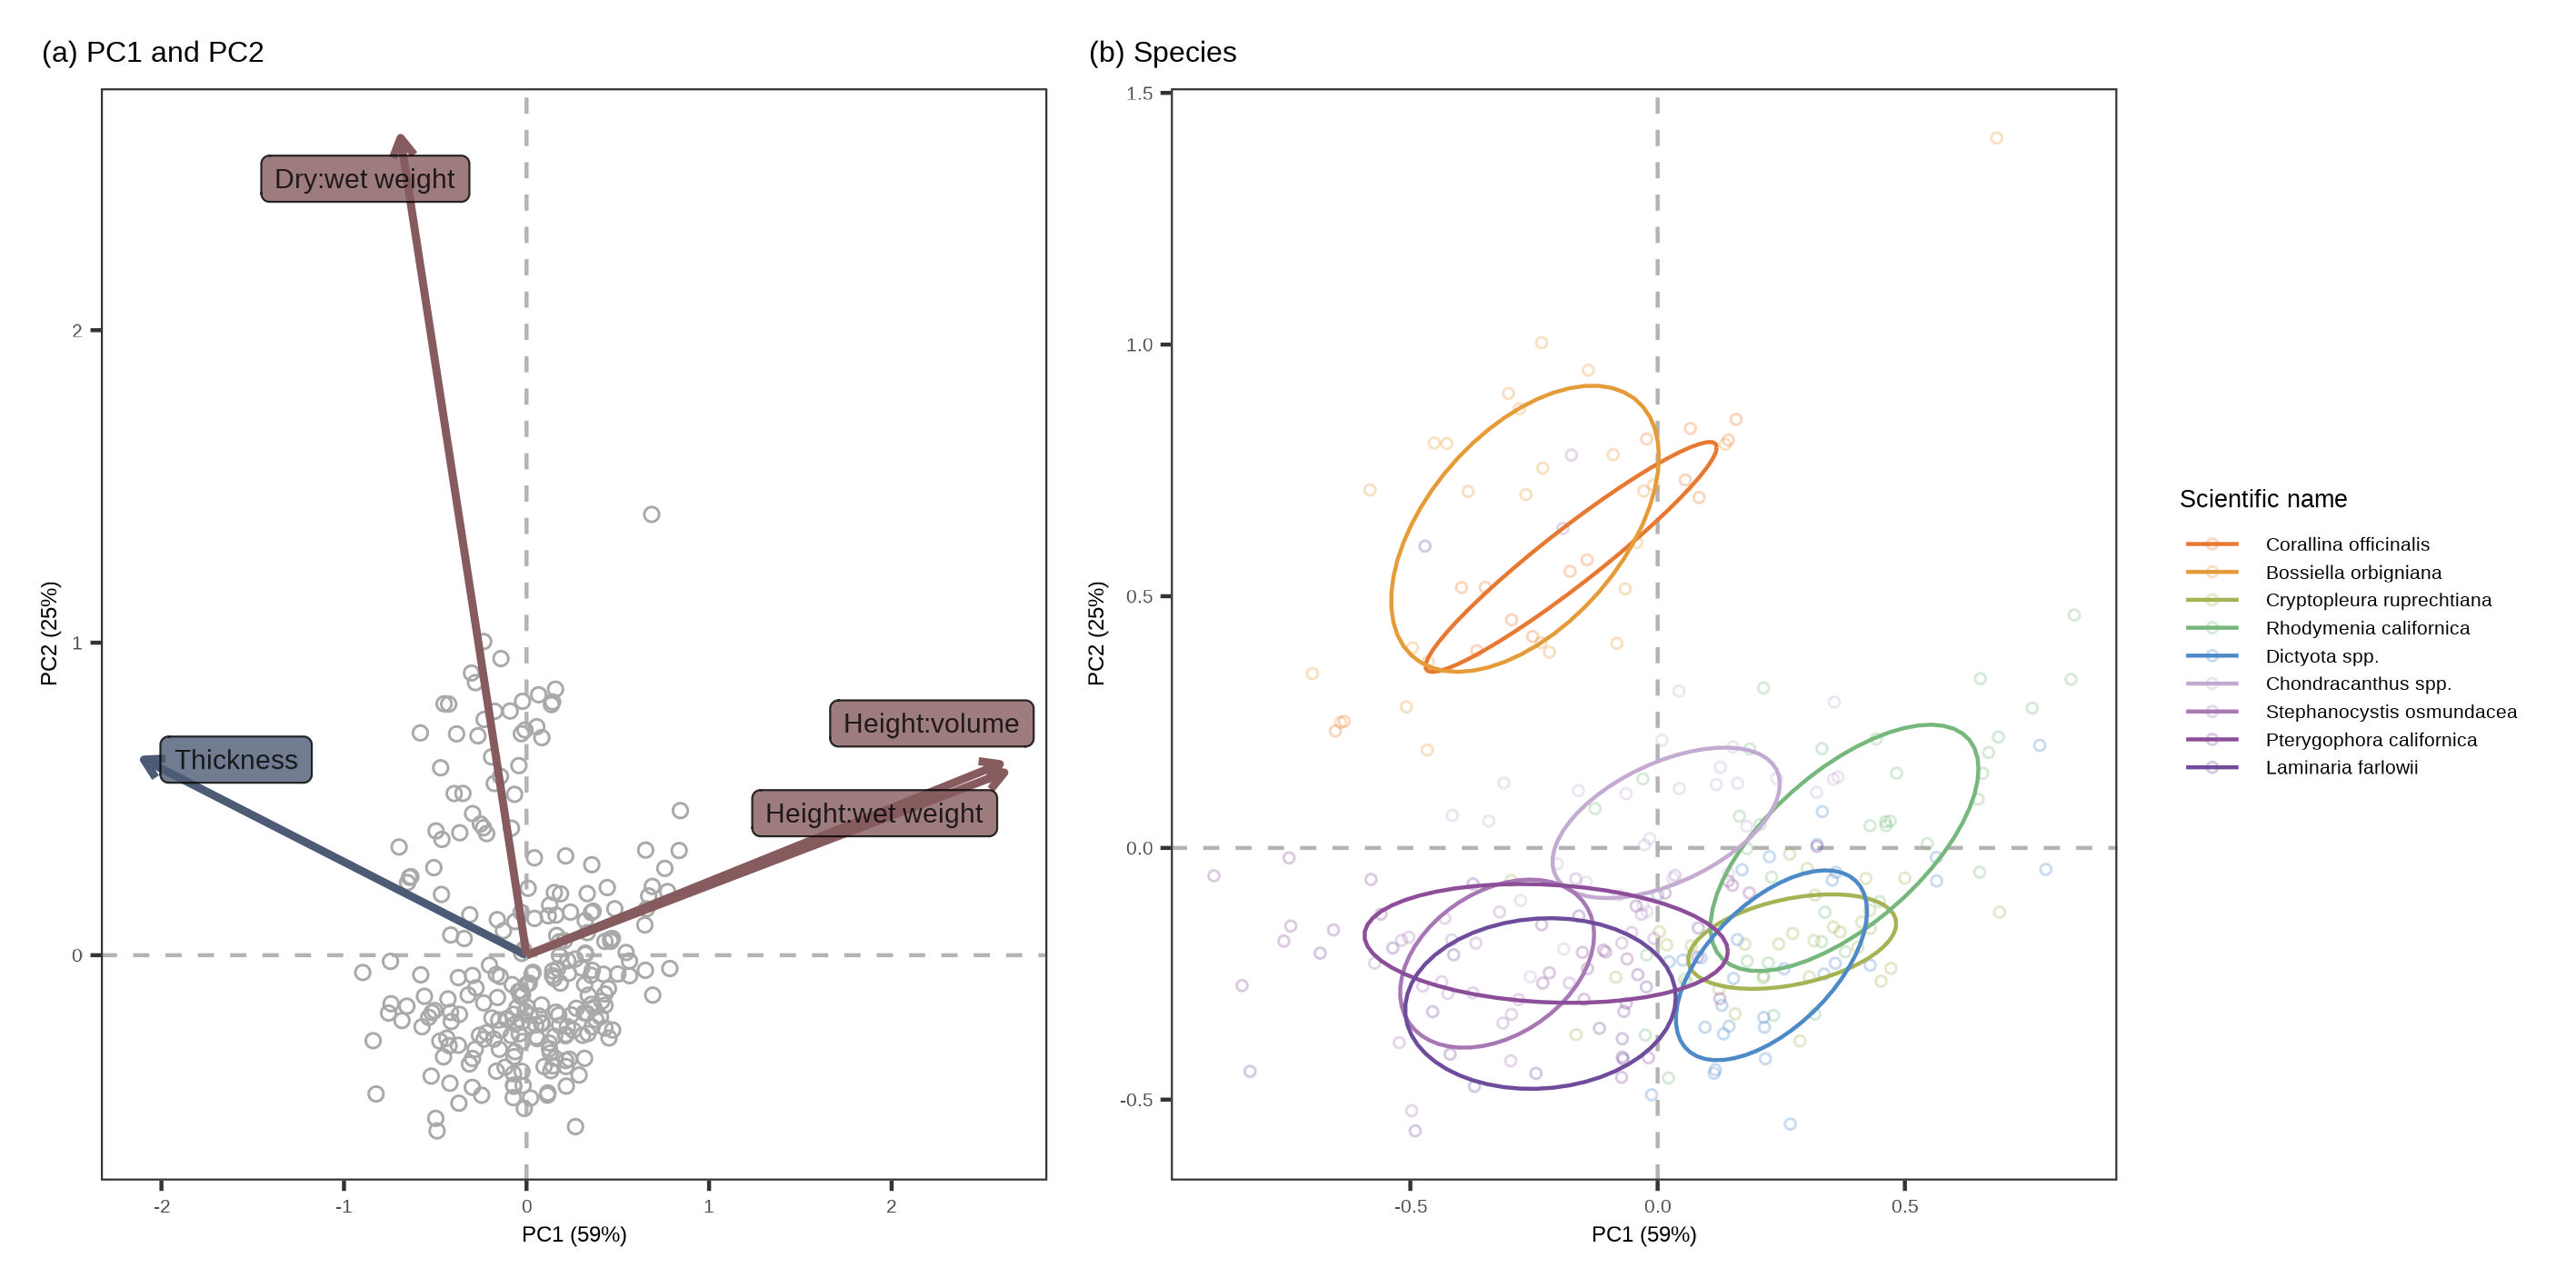 (a) PC1 and PC2
Dry:wet weight
Height:volume
Thickness
Height:wet weight
2
1
0
PC2 (25%)
-2
-1
0
1
2
PC1 (59%)
(b) Species
1.5
1.0
0.5
0.0
-0.5
PC2 (25%)
-0.5
0.0
0.5
PC1 (59%)
Scientific name
Corallina officinalis
Bossiella orbigniana
Cryptopleura ruprechtiana
Rhodymenia californica
Dictyota spp.
Chondracanthus spp.
Stephanocystis osmundacea
Pterygophora californica
Laminaria farlowii